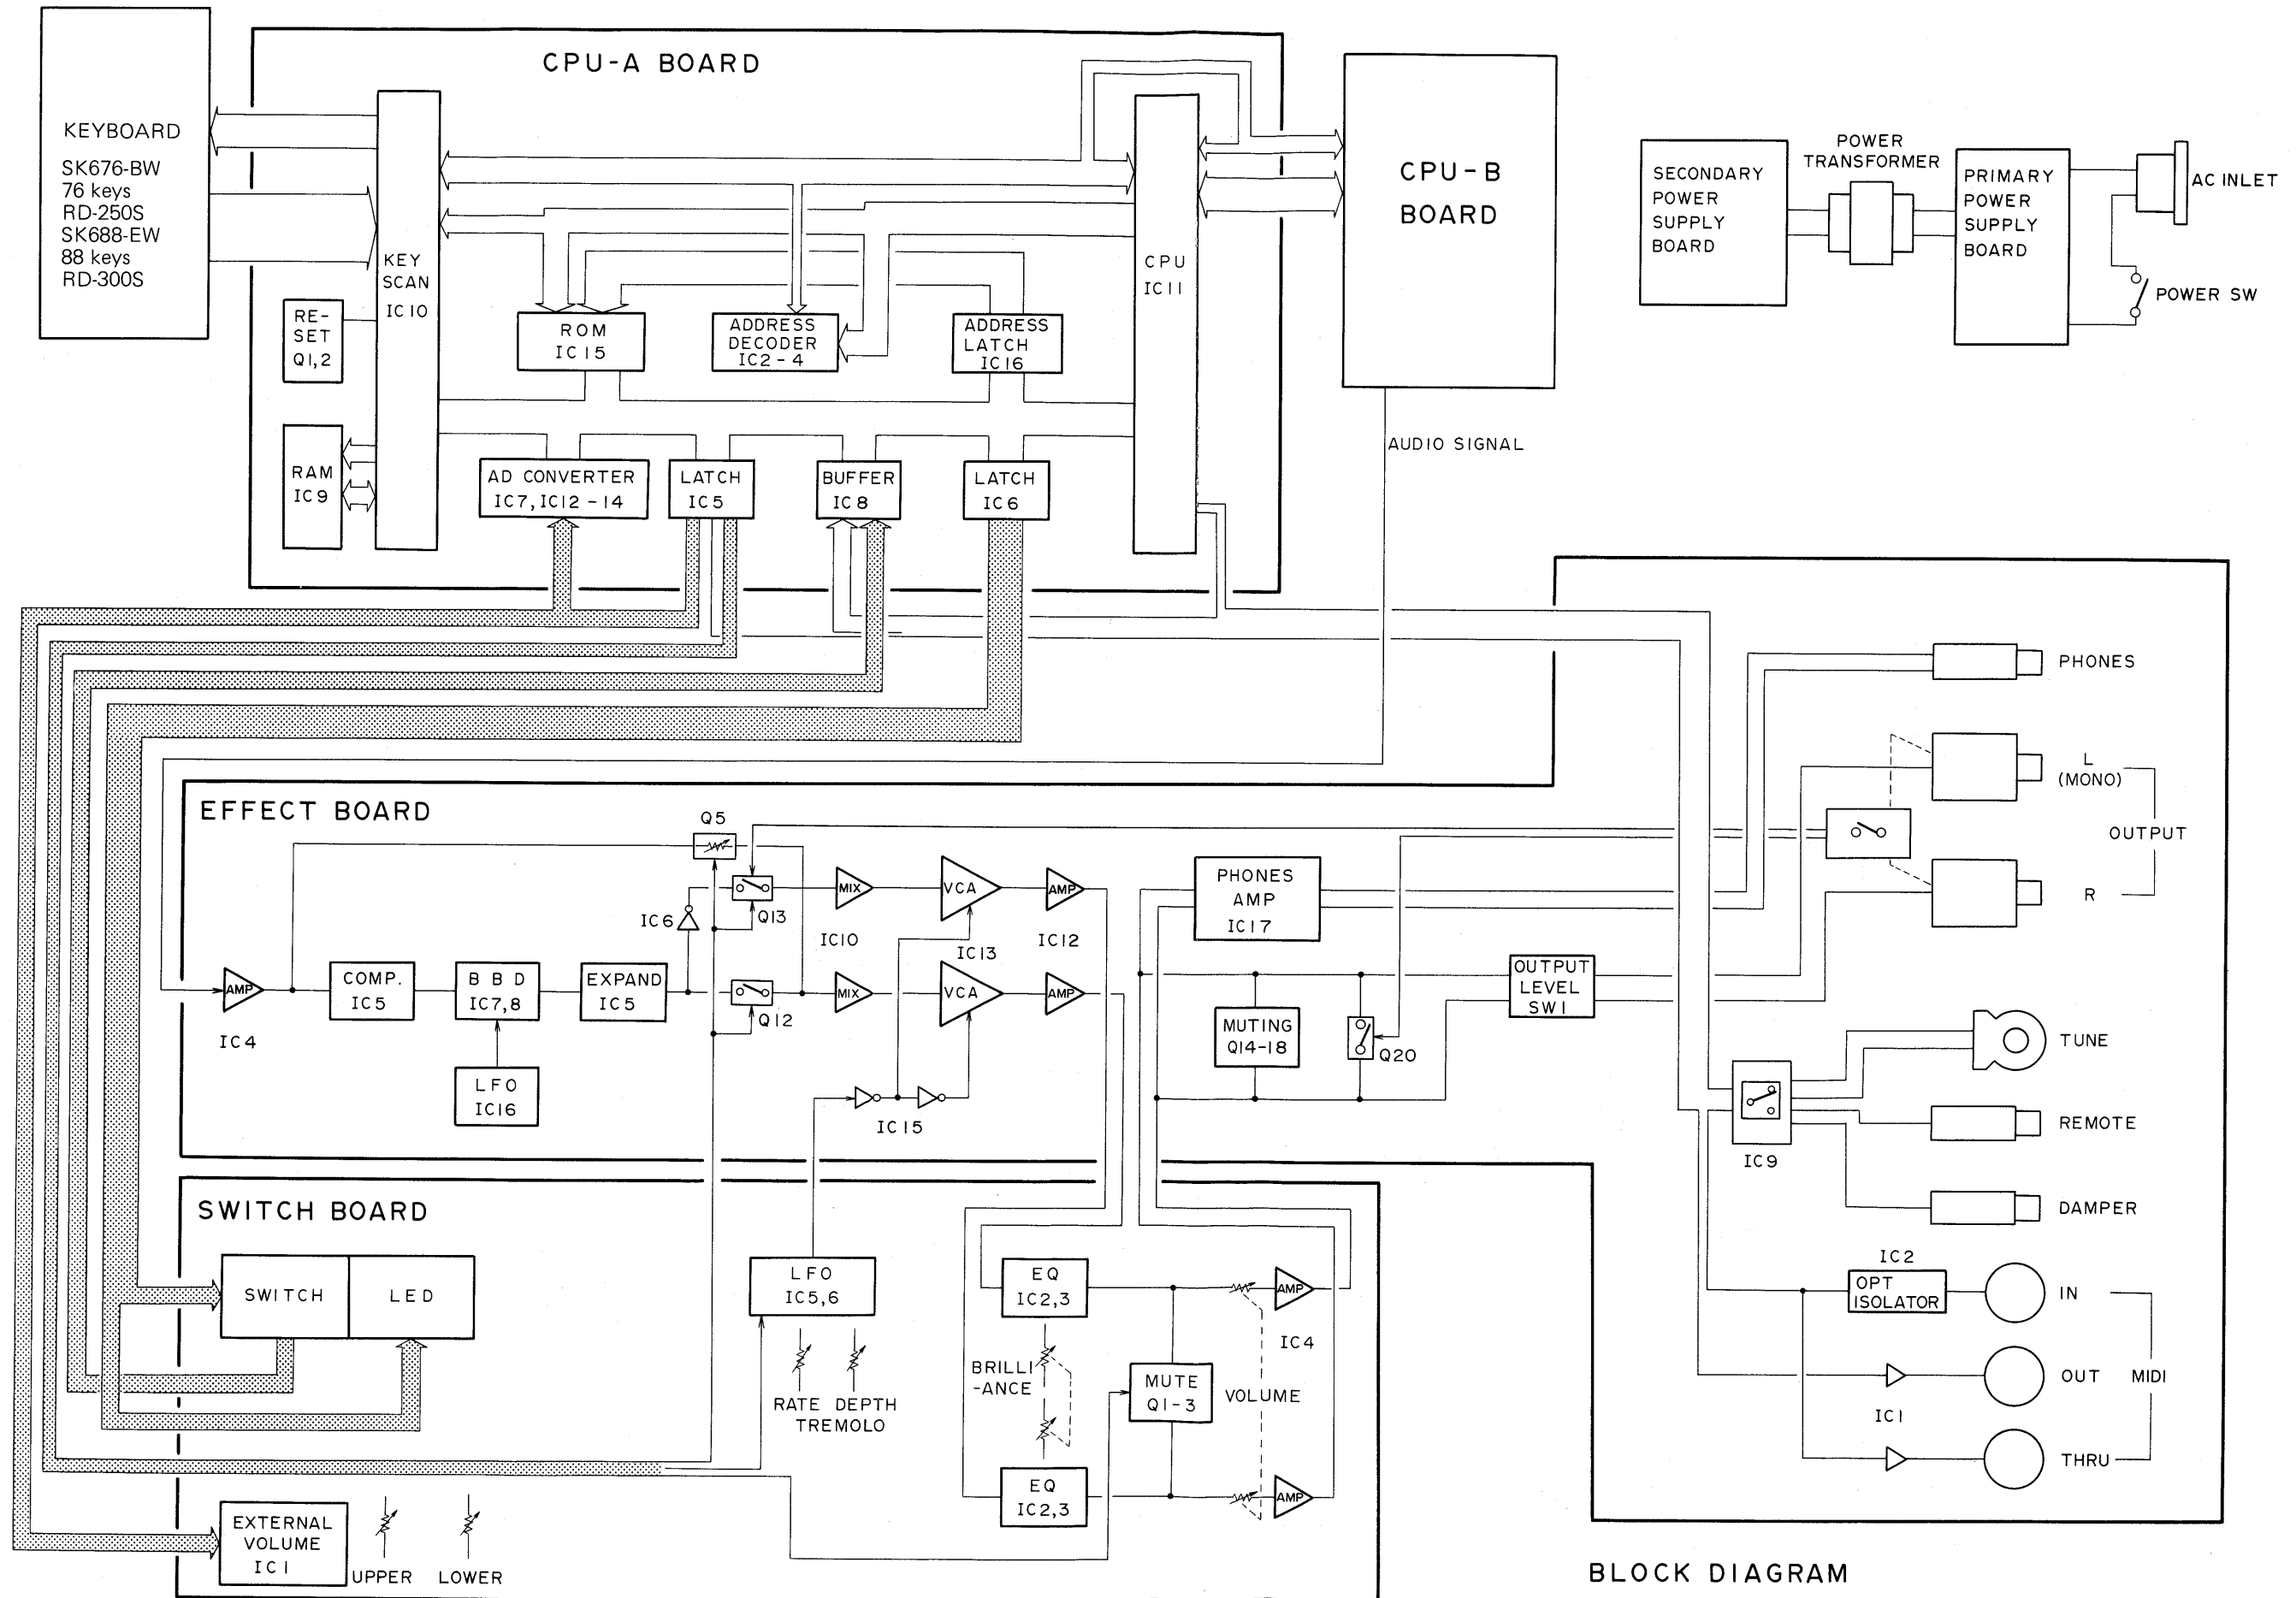 CPU-A BOARD
KEYBOARD
SK676-BW
76 keys
RD-250S
SK688-EW
88 keys
RD-300S
KEY
SCAN
IC10
RE-
SET
Q1,2
RAM
IC9
ROM
IC15
ADDRESS
DECODER
IC2-4
ADDRESS
LATCH
IC16
CPU
IC11
AD CONVERTER
IC7, IC12-14
LATCH
IC5
BUFFER
IC8
LATCH
IC6
CPU-B
BOARD
AUDIO SIGNAL
SECONDARY
POWER
SUPPLY
BOARD
POWER
TRANSFORMER
PRIMARY
POWER
SUPPLY
BOARD
AC INLET
POWER SW
EFFECT BOARD
AMP
IC4
COMP.
IC5
BBD
IC7,8
EXPAND
IC5
LFO
IC16
IC6
Q5
Q13
Q12
MIX
IC10
MIX
VCA
IC13
VCA
AMP
IC12
AMP
IC15
PHONES
AMP
IC17
MUTING
Q14-18
Q20
OUTPUT
LEVEL
SW1
PHONES
L
(MONO)
OUTPUT
R
TUNE
REMOTE
IC9
DAMPER
IC2
OPT
ISOLATOR
IN
OUT
MIDI
IC1
THRU
SWITCH BOARD
SWITCH
LED
LFO
IC5,6
RATE DEPTH
TREMOLO
EQ
IC2,3
BRILLI
-ANCE
EQ
IC2,3
MUTE
Q1-3
VOLUME
AMP
IC4
AMP
EXTERNAL
VOLUME
IC1
UPPER
LOWER
BLOCK DIAGRAM